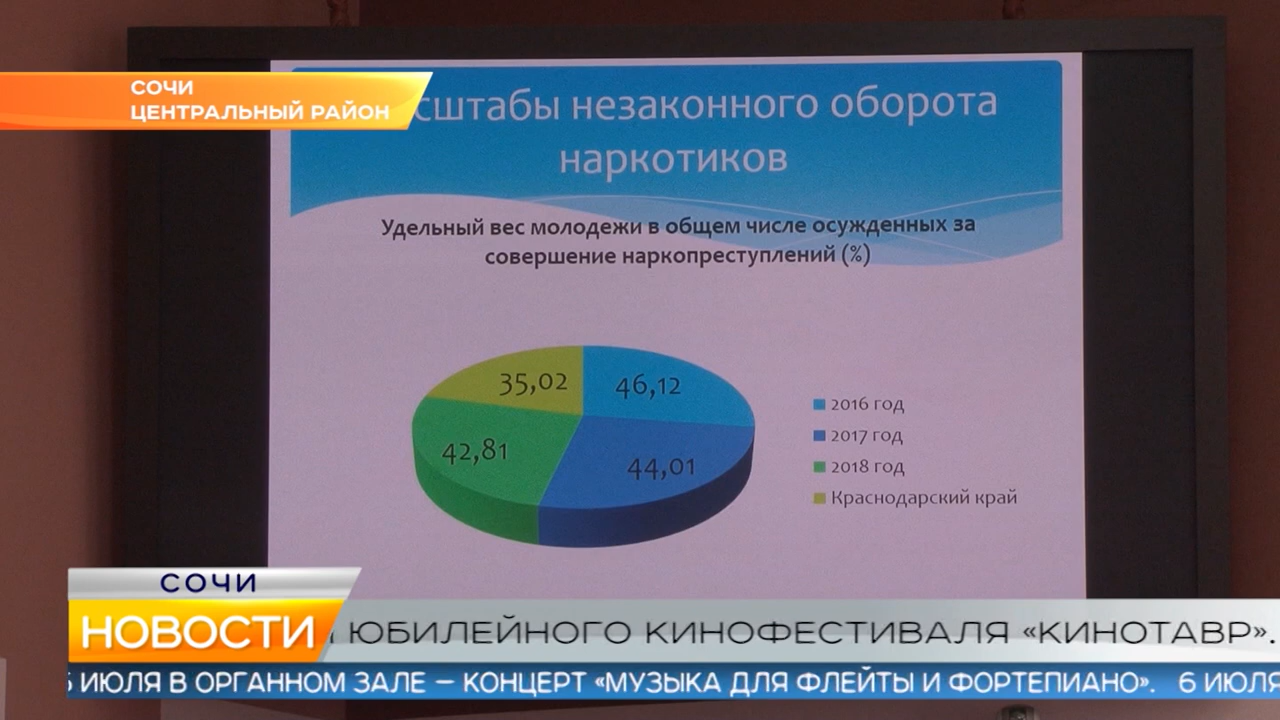 СОЧИ
ЦЕНТРАЛЬНЫЙ РАЙОН
сштабы незаконного оборота
наркотиков
Удельный вес молодежи в общем числе осужденных за
совершение наркопреступлений (%)
35,02
46,12
42,81
44,01
2016 год
2017 год
2018 год
Краснодарский край
СОЧИ
НОВОСТИ
ЮБИЛЕЙНОГО КИНОФЕСТИВАЛЯ «КИНОТАВР».
ИЮЛЯ В ОРГАННОМ ЗАЛЕ – КОНЦЕРТ «МУЗЫКА ДЛЯ ФЛЕЙТЫ И ФОРТЕПИАНО». 6 ИЮЛЯ